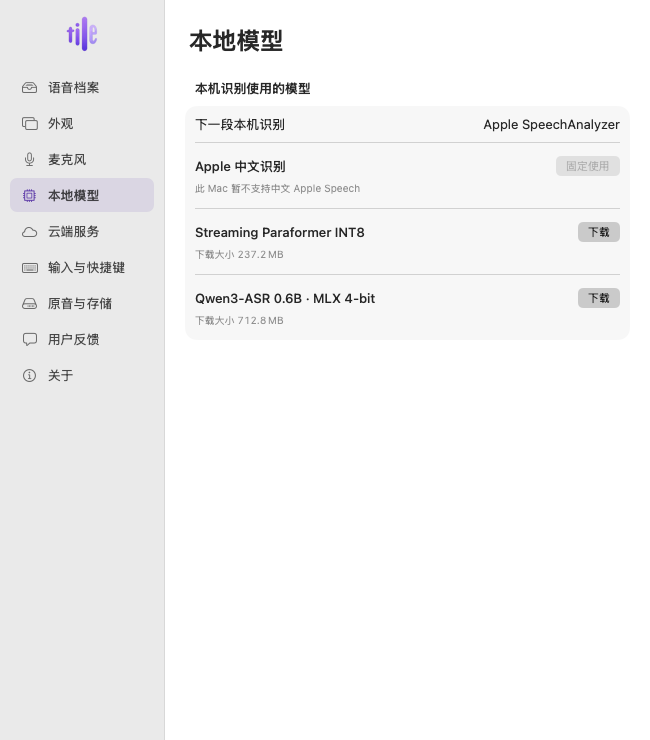 tile
语音档案
外观
麦克风
本地模型
云端服务
输入与快捷键
原音与存储
用户反馈
关于
本地模型
本机识别使用的模型
下一段本机识别 Apple SpeechAnalyzer
Apple 中文识别 固定使用
此 Mac 暂不支持中文 Apple Speech
Streaming Paraformer INT8 下载
下载大小 237.2 MB
Qwen3-ASR 0.6B · MLX 4-bit 下载
下载大小 712.8 MB